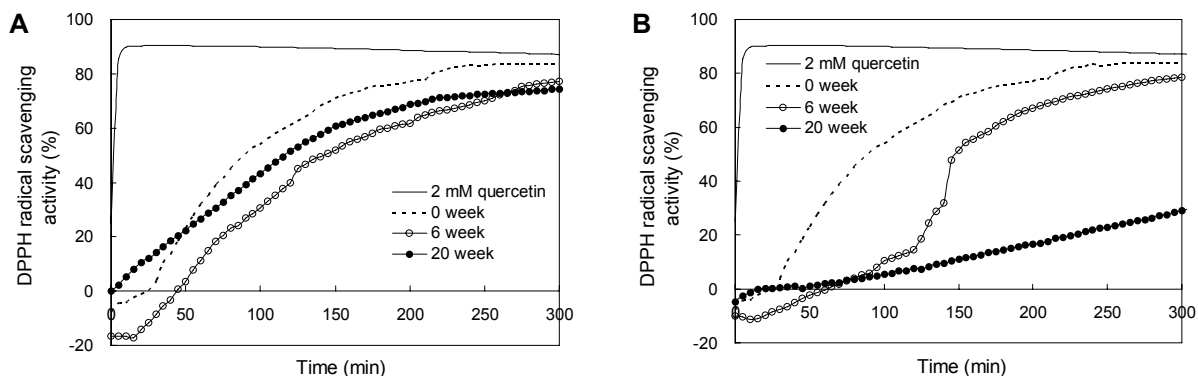 A
DPPH radical scavenging
activity (%)
100
80
60
40
20
0
-20
0
50
100
150
200
250
300
2 mM quercetin
0 week
6 week
20 week
Time (min)
B
DPPH radical scavenging
activity (%)
100
80
60
40
20
0
-20
0
50
100
150
200
250
300
2 mM quercetin
0 week
6 week
20 week
Time (min)